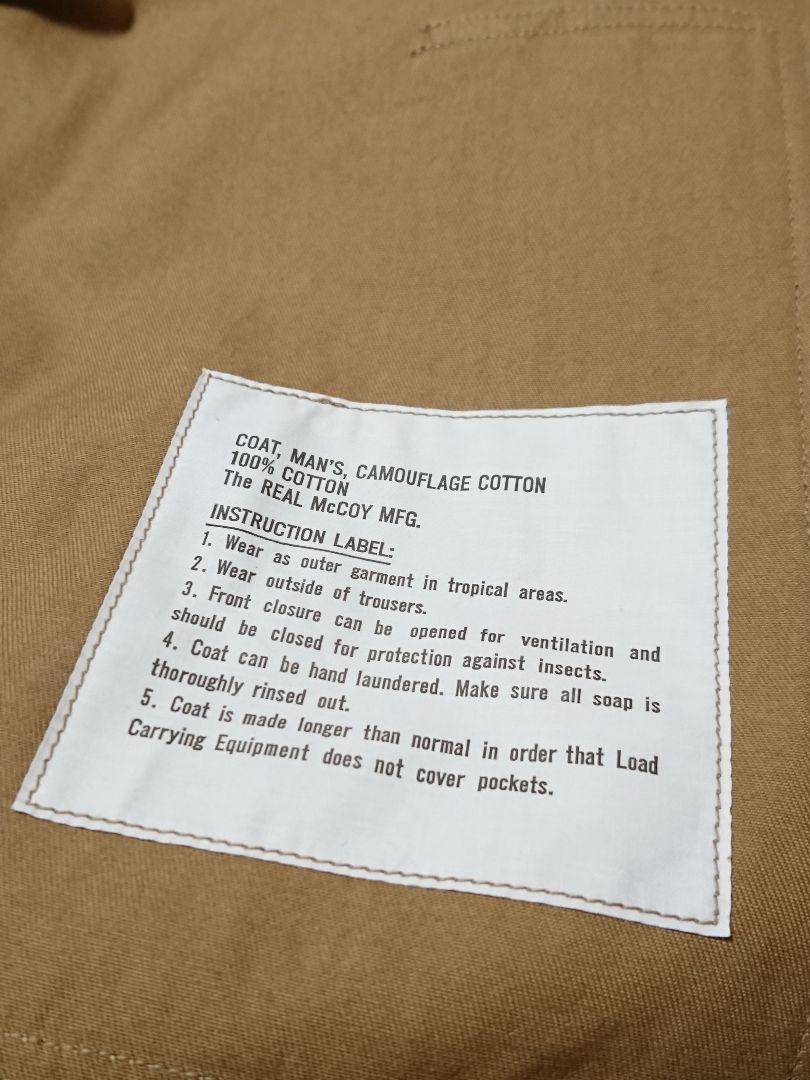 COAT, MAN'S, CAMOUFLAGE COTTON
100% COTTON
The REAL McCOY MFG.
INSTRUCTION LABEL:
1. Wear as outer garment in tropical areas.
2. Wear outside of trousers.
3. Front closure can be opened for ventilation and
should be closed for protection against insects.
4. Coat can be hand laundered. Make sure all soap is
thoroughly rinsed out.
5. Coat is made longer than normal in order that Load
Carrying Equipment does not cover pockets.